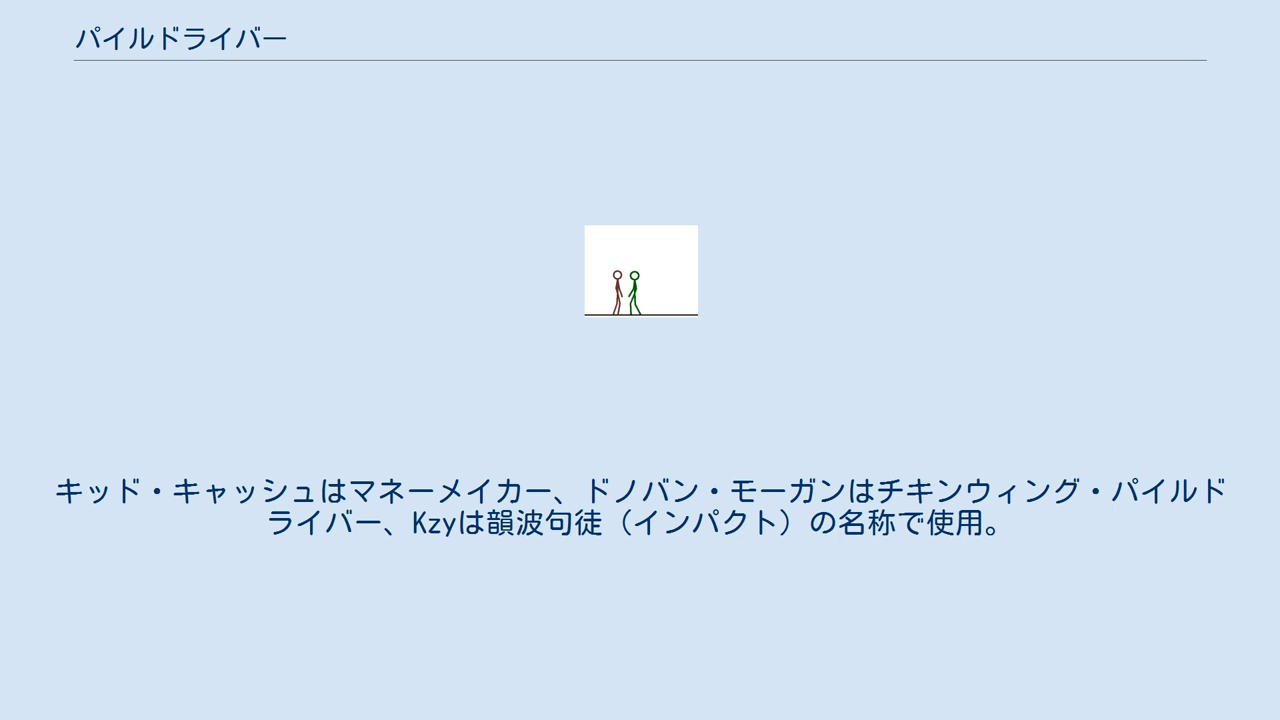 パイルドライバー
キッド・キャッシュはマネーメイカー、ドノバン・モーガンはチキンウィング・パイルド
ライバー、Kzyは韻波句徒（インパクト）の名称で使用。